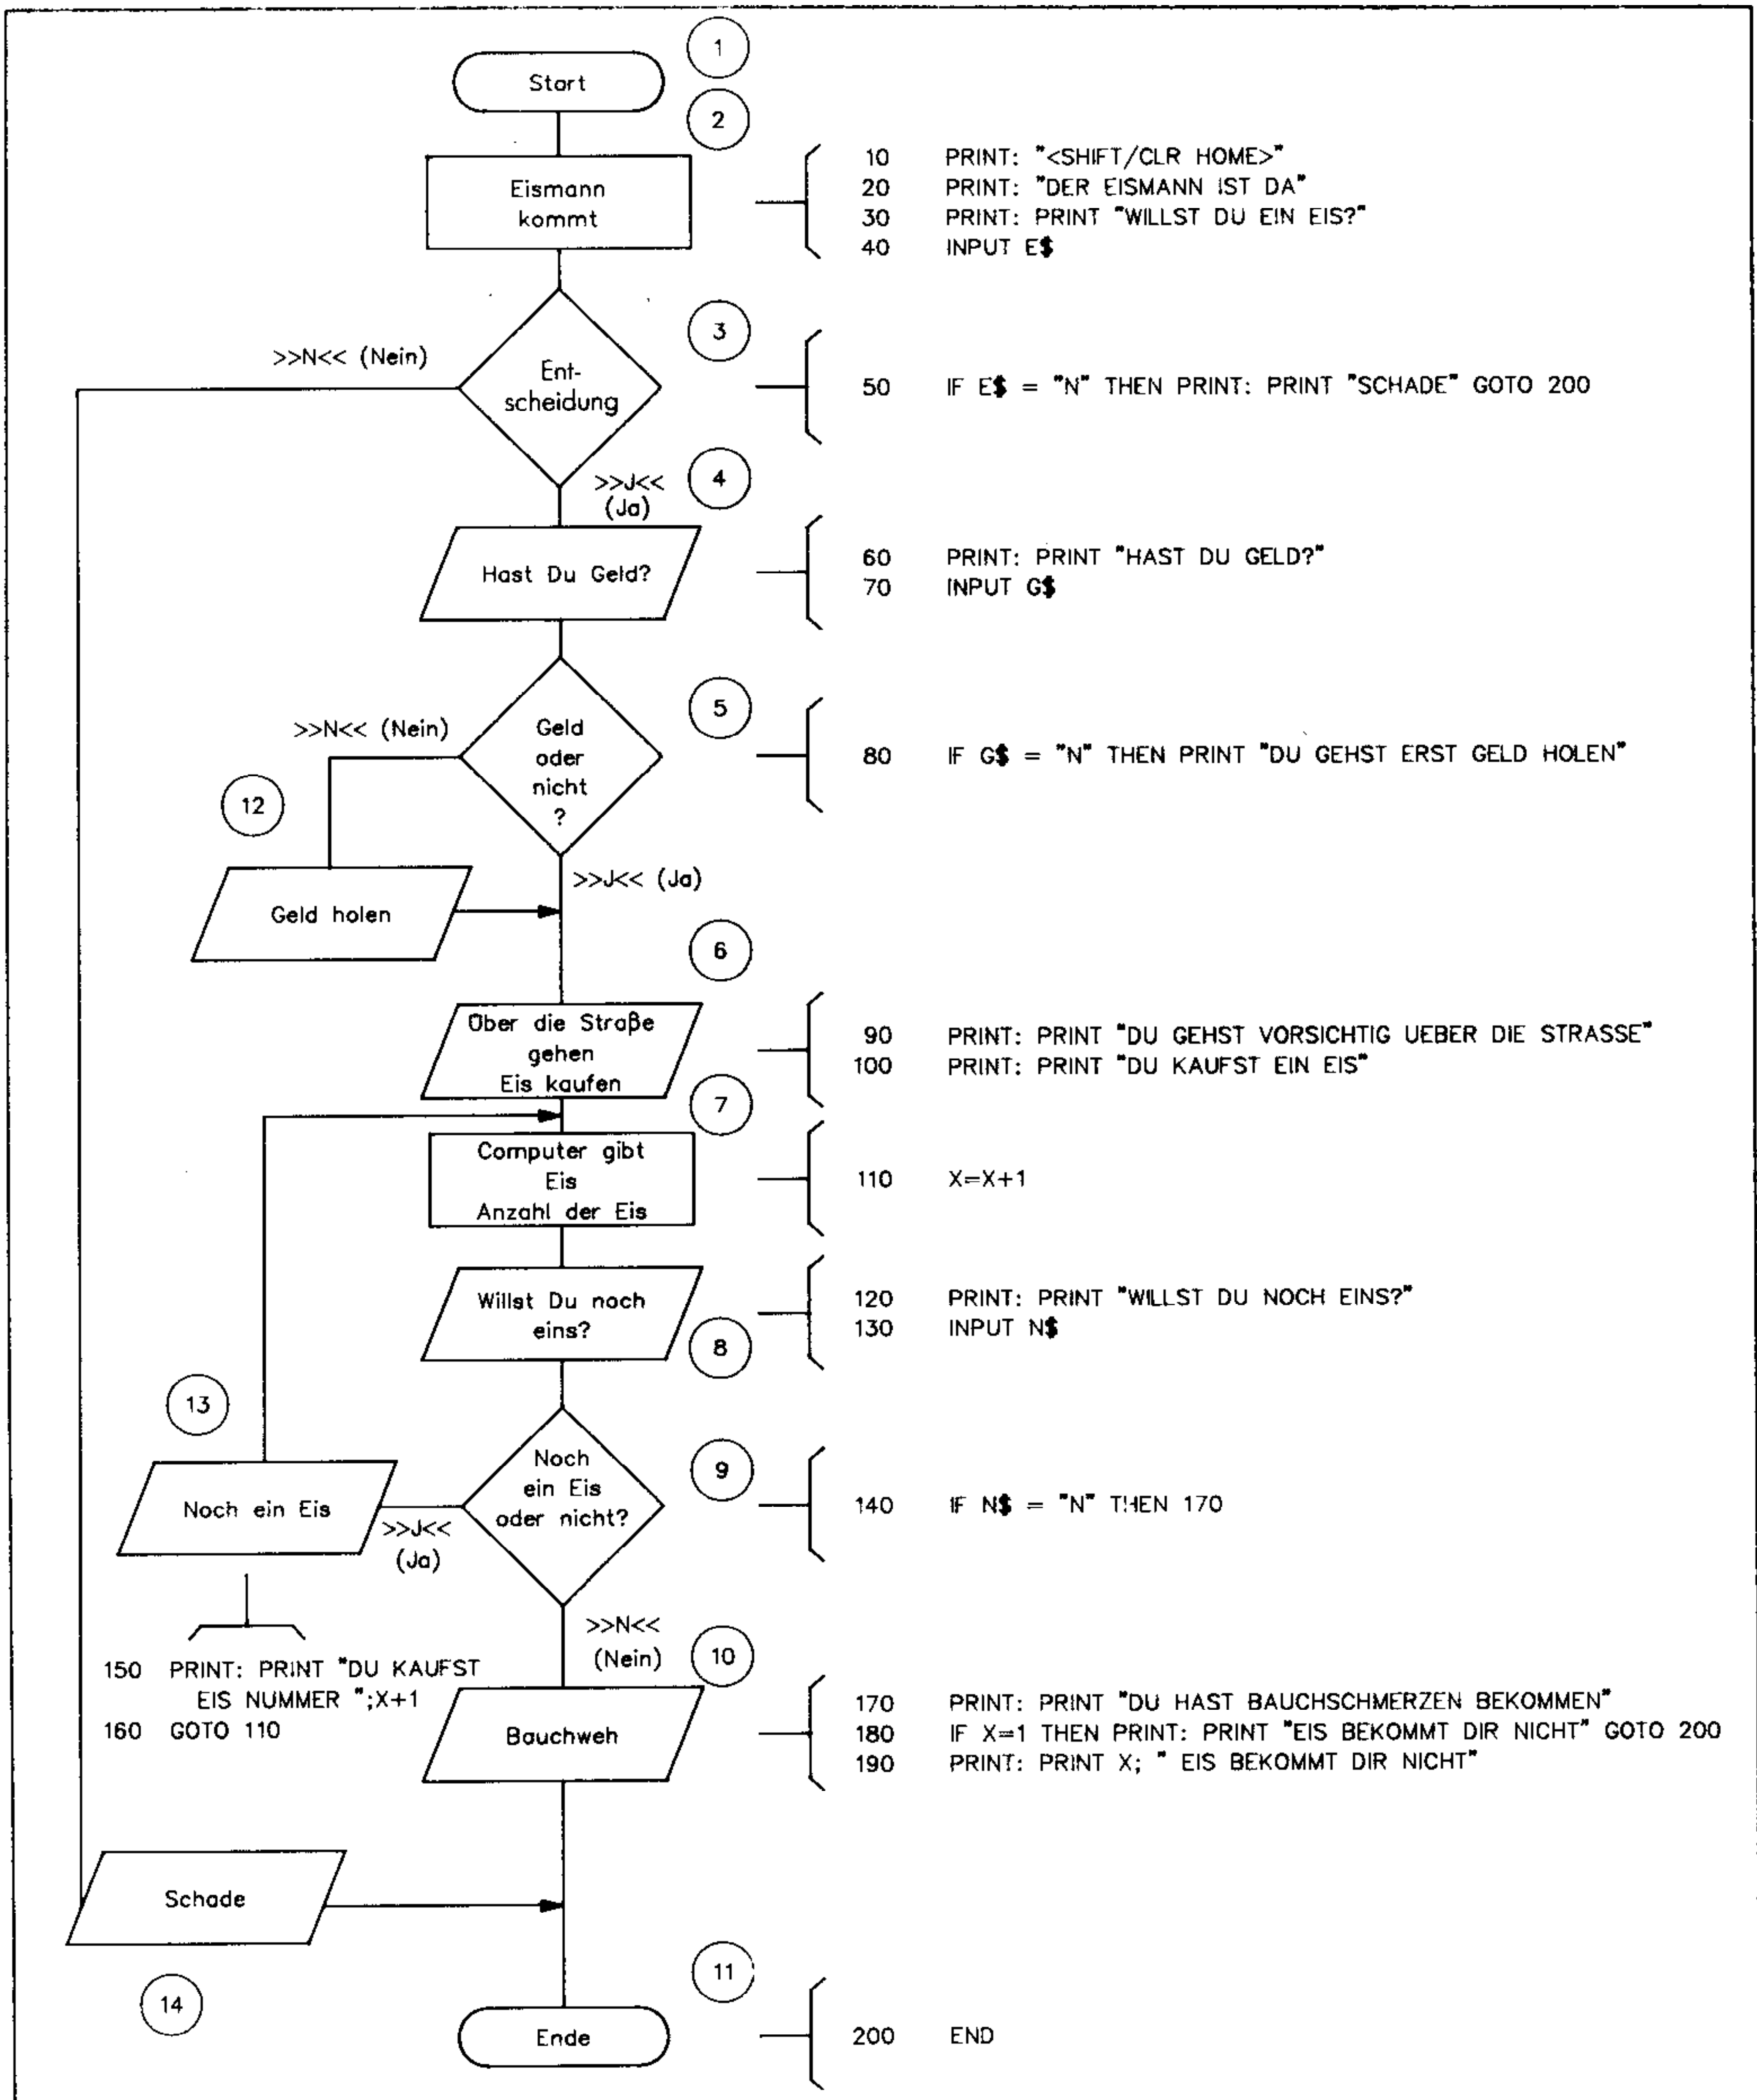 1
Start
2
Eismann
kommt
10 PRINT: "<SHIFT/CLR HOME>"
20 PRINT: "DER EISMANN IST DA"
30 PRINT: PRINT "WILLST DU EIN EIS?"
40 INPUT E$
3
>>N<< (Nein)
Ent-
scheidung
50 IF E$ = "N" THEN PRINT: PRINT "SCHADE" GOTO 200
>>J<<
(Ja)
4
Hast Du Geld?
60 PRINT: PRINT "HAST DU GELD?"
70 INPUT G$
5
>>N<< (Nein)
Geld
oder
nicht
?
80 IF G$ = "N" THEN PRINT "DU GEHST ERST GELD HOLEN"
12
>>J<< (Ja)
Geld holen
6
Über die Straße
gehen
Eis kaufen
90 PRINT: PRINT "DU GEHST VORSICHTIG UEBER DIE STRASSE"
100 PRINT: PRINT "DU KAUFST EIN EIS"
7
Computer gibt
Eis
Anzahl der Eis
110 X=X+1
Willst Du noch
eins?
120 PRINT: PRINT "WILLST DU NOCH EINS?"
130 INPUT N$
8
13
Noch
ein Eis
oder nicht?
9
140 IF N$ = "N" THEN 170
Noch ein Eis
>>J<<
(Ja)
150 PRINT: PRINT "DU KAUFST
EIS NUMMER ";X+1
160 GOTO 110
>>N<<
(Nein)
10
Bauchweh
170 PRINT: PRINT "DU HAST BAUCHSCHMERZEN BEKOMMEN"
180 IF X=1 THEN PRINT: PRINT "EIS BEKOMMT DIR NICHT" GOTO 200
190 PRINT: PRINT X; " EIS BEKOMMT DIR NICHT"
Schade
14
11
Ende
200 END